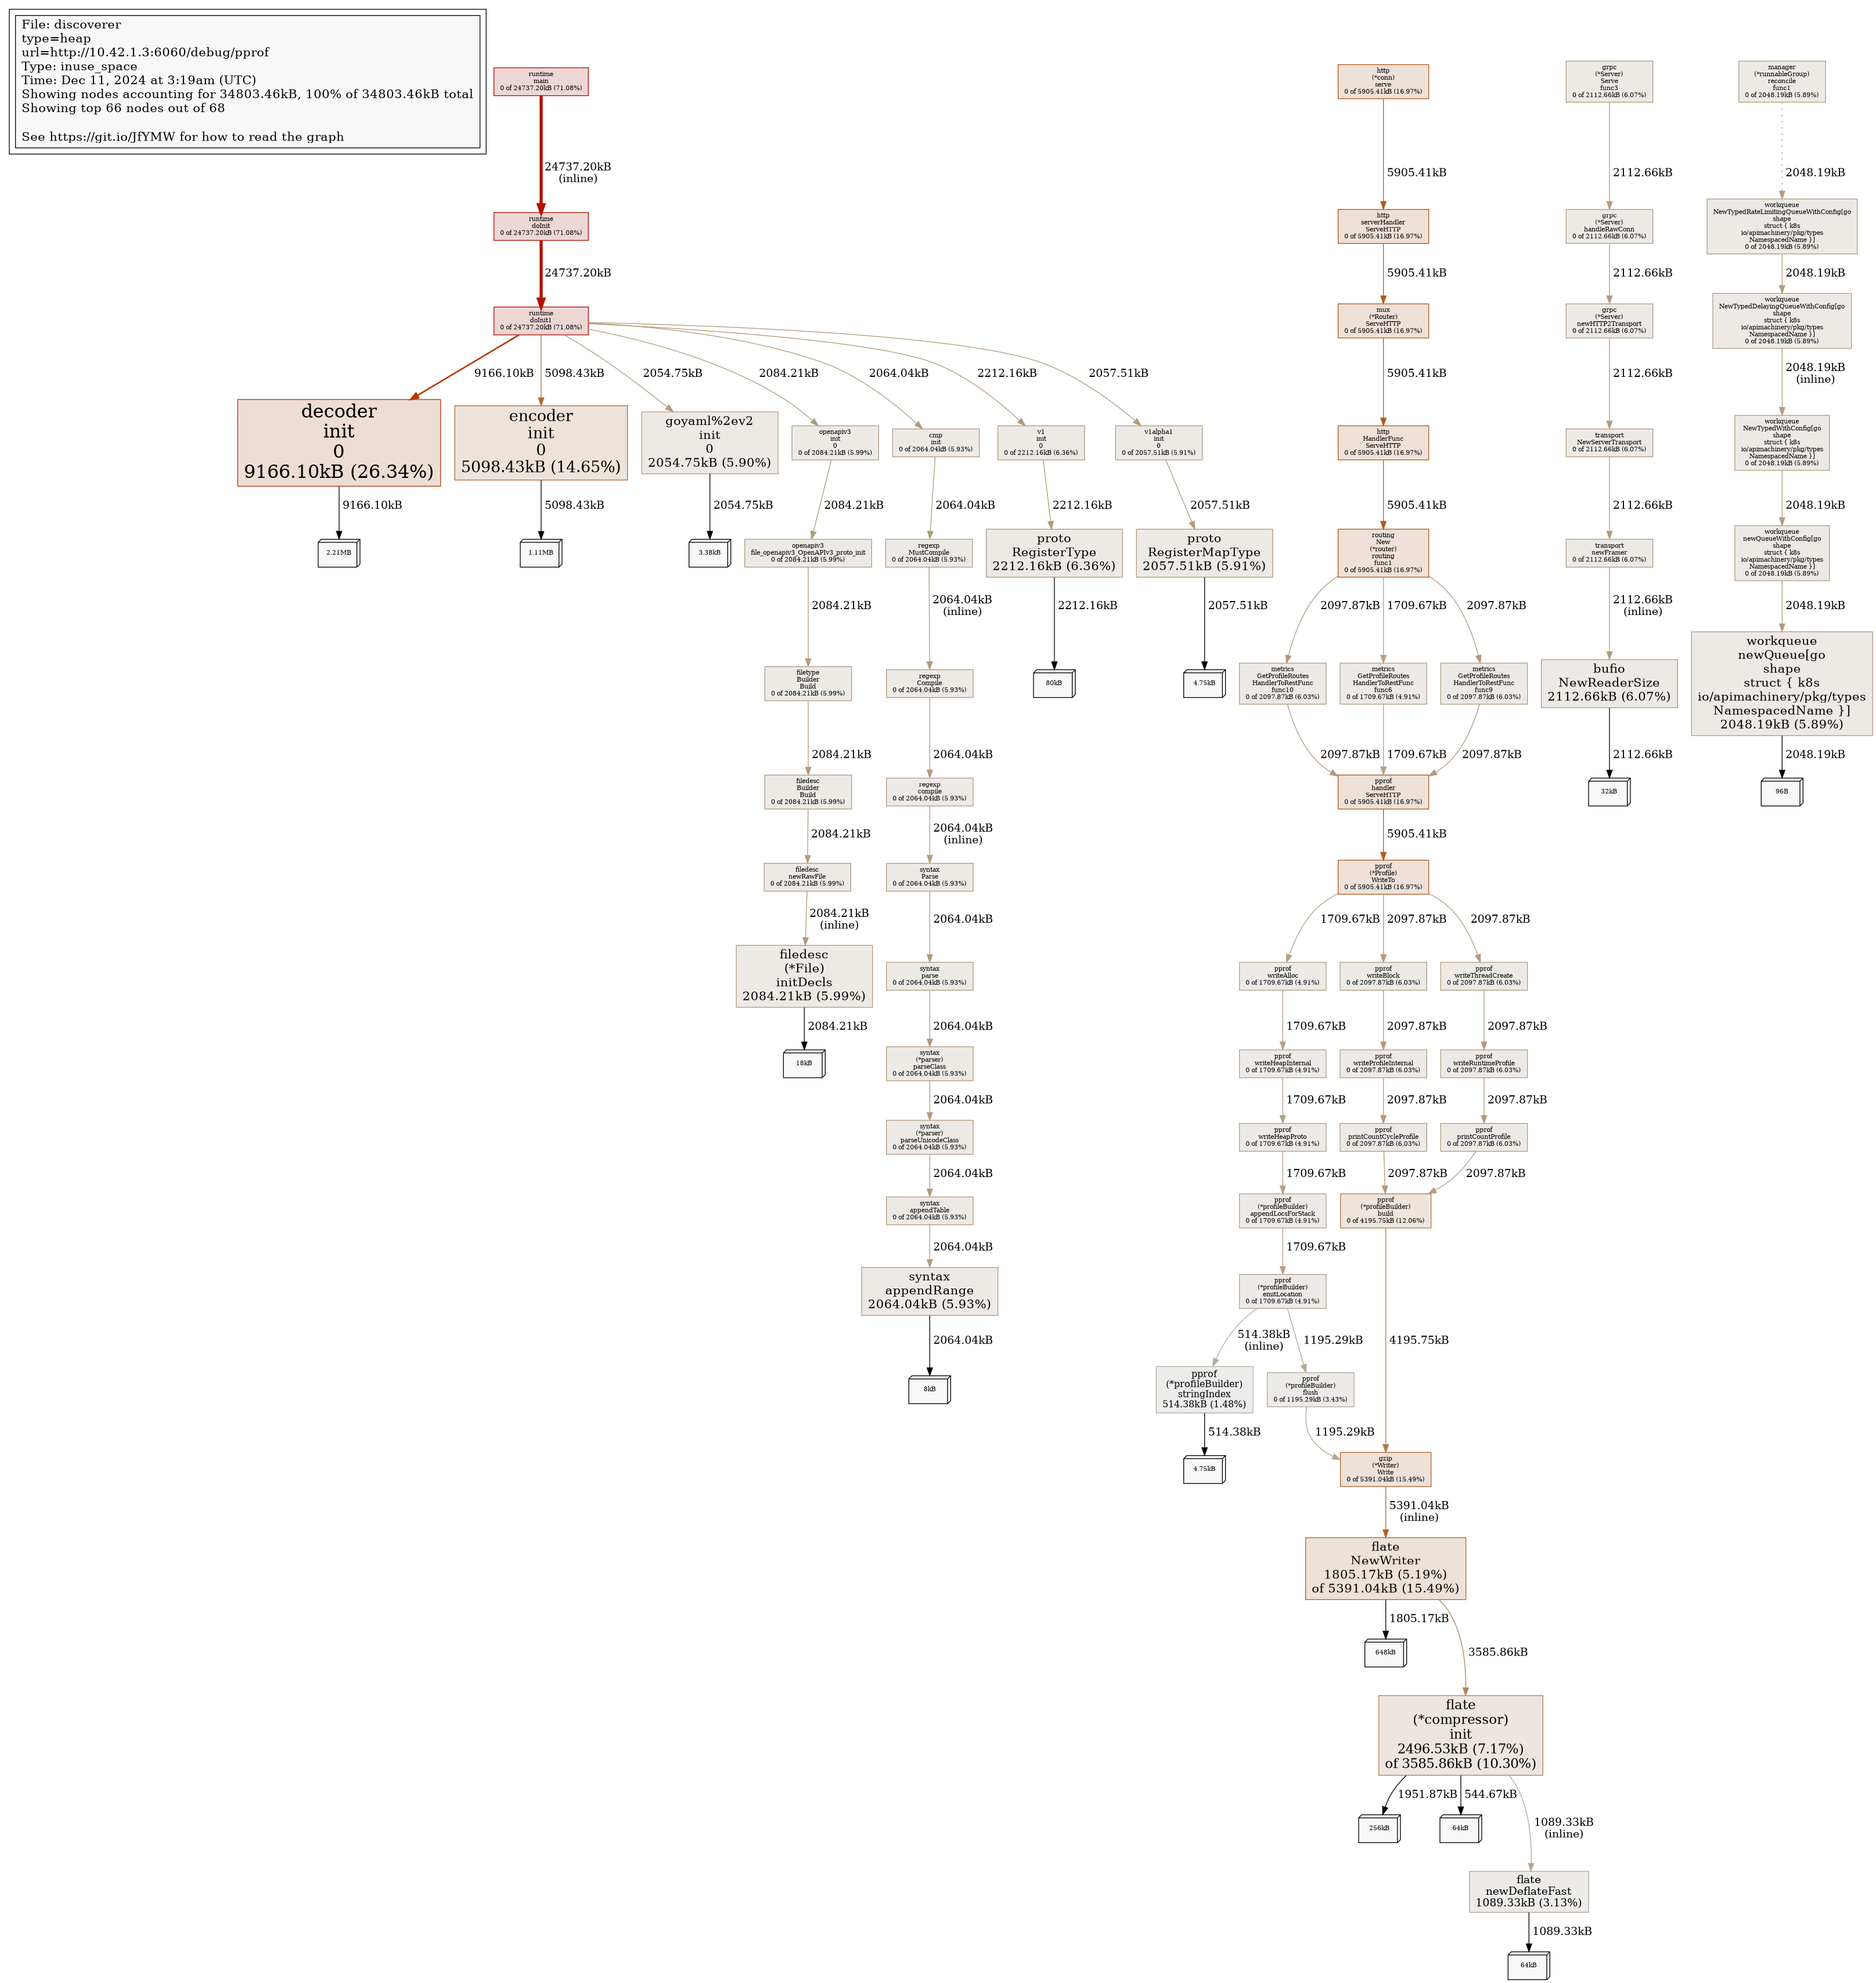 File: discoverer
type=heap
url=http://10.42.1.3:6060/debug/pprof
Type: inuse_space
Time: Dec 11, 2024 at 3:19am (UTC)
Showing nodes accounting for 34803.46kB, 100% of 34803.46kB total
Showing top 66 nodes out of 68
See https://git.io/JfYMW for how to read the graph
runtime
main
0 of 24737.20kB (71.08%)
24737.20kB
(inline)
runtime
doInit
0 of 24737.20kB (71.08%)
24737.20kB
runtime
doInit1
0 of 24737.20kB (71.08%)
9166.10kB
5098.43kB
2054.75kB
2084.21kB
2064.04kB
2212.16kB
2057.51kB
decoder
init
0
9166.10kB (26.34%)
9166.10kB
2.21MB
encoder
init
0
5098.43kB (14.65%)
5098.43kB
1.11MB
goyaml%2ev2
init
0
2054.75kB (5.90%)
2054.75kB
3.38kB
openapiv3
init
0
0 of 2084.21kB (5.99%)
2084.21kB
openapiv3
file_openapiv3_OpenAPIv3_proto_init
0 of 2084.21kB (5.99%)
2084.21kB
filetype
Builder
Build
0 of 2084.21kB (5.99%)
2084.21kB
filedesc
Builder
Build
0 of 2084.21kB (5.99%)
2084.21kB
filedesc
newRawFile
0 of 2084.21kB (5.99%)
2084.21kB
(inline)
filedesc
(*File)
initDecls
2084.21kB (5.99%)
2084.21kB
18kB
cmp
init
0 of 2064.04kB (5.93%)
2064.04kB
regexp
MustCompile
0 of 2064.04kB (5.93%)
2064.04kB
(inline)
regexp
Compile
0 of 2064.04kB (5.93%)
2064.04kB
regexp
compile
0 of 2064.04kB (5.93%)
2064.04kB
(inline)
syntax
Parse
0 of 2064.04kB (5.93%)
2064.04kB
syntax
parse
0 of 2064.04kB (5.93%)
2064.04kB
syntax
(*parser)
parseClass
0 of 2064.04kB (5.93%)
2064.04kB
syntax
(*parser)
parseUnicodeClass
0 of 2064.04kB (5.93%)
2064.04kB
syntax
appendTable
0 of 2064.04kB (5.93%)
2064.04kB
syntax
appendRange
2064.04kB (5.93%)
2064.04kB
8kB
v1
init
0
0 of 2212.16kB (6.36%)
2212.16kB
proto
RegisterType
2212.16kB (6.36%)
2212.16kB
80kB
v1alpha1
init
0
0 of 2057.51kB (5.91%)
2057.51kB
proto
RegisterMapType
2057.51kB (5.91%)
2057.51kB
4.75kB
http
(*conn)
serve
0 of 5905.41kB (16.97%)
5905.41kB
http
serverHandler
ServeHTTP
0 of 5905.41kB (16.97%)
5905.41kB
mux
(*Router)
ServeHTTP
0 of 5905.41kB (16.97%)
5905.41kB
http
HandlerFunc
ServeHTTP
0 of 5905.41kB (16.97%)
5905.41kB
routing
New
(*router)
routing
func1
0 of 5905.41kB (16.97%)
2097.87kB
1709.67kB
2097.87kB
metrics
GetProfileRoutes
HandlerToRestFunc
func10
0 of 2097.87kB (6.03%)
metrics
GetProfileRoutes
HandlerToRestFunc
func6
0 of 1709.67kB (4.91%)
metrics
GetProfileRoutes
HandlerToRestFunc
func9
0 of 2097.87kB (6.03%)
2097.87kB
1709.67kB
2097.87kB
pprof
handler
ServeHTTP
0 of 5905.41kB (16.97%)
5905.41kB
pprof
(*Profile)
WriteTo
0 of 5905.41kB (16.97%)
1709.67kB
2097.87kB
2097.87kB
pprof
writeAlloc
0 of 1709.67kB (4.91%)
pprof
writeBlock
0 of 2097.87kB (6.03%)
pprof
writeThreadCreate
0 of 2097.87kB (6.03%)
1709.67kB
2097.87kB
2097.87kB
pprof
writeHeapInternal
0 of 1709.67kB (4.91%)
pprof
writeProfileInternal
0 of 2097.87kB (6.03%)
pprof
writeRuntimeProfile
0 of 2097.87kB (6.03%)
1709.67kB
2097.87kB
2097.87kB
pprof
writeHeapProto
0 of 1709.67kB (4.91%)
pprof
printCountCycleProfile
0 of 2097.87kB (6.03%)
pprof
printCountProfile
0 of 2097.87kB (6.03%)
1709.67kB
2097.87kB
2097.87kB
pprof
(*profileBuilder)
appendLocsForStack
0 of 1709.67kB (4.91%)
pprof
(*profileBuilder)
build
0 of 4195.75kB (12.06%)
1709.67kB
pprof
(*profileBuilder)
emitLocation
0 of 1709.67kB (4.91%)
514.38kB
(inline)
1195.29kB
4195.75kB
pprof
(*profileBuilder)
stringIndex
514.38kB (1.48%)
514.38kB
4.75kB
pprof
(*profileBuilder)
flush
0 of 1195.29kB (3.43%)
1195.29kB
gzip
(*Writer)
Write
0 of 5391.04kB (15.49%)
5391.04kB
(inline)
flate
NewWriter
1805.17kB (5.19%)
of 5391.04kB (15.49%)
1805.17kB
648kB
3585.86kB
flate
(*compressor)
init
2496.53kB (7.17%)
of 3585.86kB (10.30%)
1951.87kB
544.67kB
1089.33kB
(inline)
256kB
64kB
flate
newDeflateFast
1089.33kB (3.13%)
1089.33kB
64kB
grpc
(*Server)
Serve
func3
0 of 2112.66kB (6.07%)
2112.66kB
grpc
(*Server)
handleRawConn
0 of 2112.66kB (6.07%)
2112.66kB
grpc
(*Server)
newHTTP2Transport
0 of 2112.66kB (6.07%)
2112.66kB
transport
NewServerTransport
0 of 2112.66kB (6.07%)
2112.66kB
transport
newFramer
0 of 2112.66kB (6.07%)
2112.66kB
(inline)
bufio
NewReaderSize
2112.66kB (6.07%)
2112.66kB
32kB
manager
(*runnableGroup)
reconcile
func1
0 of 2048.19kB (5.89%)
2048.19kB
workqueue
NewTypedRateLimitingQueueWithConfig[go
shape
struct { k8s
io/apimachinery/pkg/types
NamespacedName }]
0 of 2048.19kB (5.89%)
2048.19kB
workqueue
NewTypedDelayingQueueWithConfig[go
shape
struct { k8s
io/apimachinery/pkg/types
NamespacedName }]
0 of 2048.19kB (5.89%)
2048.19kB
(inline)
workqueue
NewTypedWithConfig[go
shape
struct { k8s
io/apimachinery/pkg/types
NamespacedName }]
0 of 2048.19kB (5.89%)
2048.19kB
workqueue
newQueueWithConfig[go
shape
struct { k8s
io/apimachinery/pkg/types
NamespacedName }]
0 of 2048.19kB (5.89%)
2048.19kB
workqueue
newQueue[go
shape
struct { k8s
io/apimachinery/pkg/types
NamespacedName }]
2048.19kB (5.89%)
2048.19kB
96B